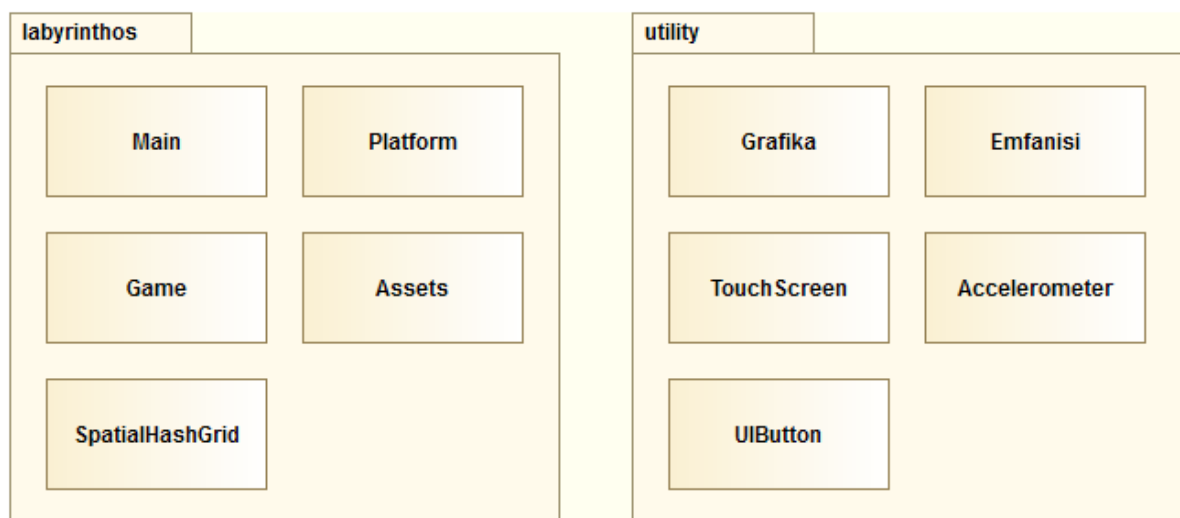 labyrinthos
Main
Platform
Game
Assets
SpatialHashGrid
utility
Grafika
Emfanisi
TouchScreen
Accelerometer
UIButton